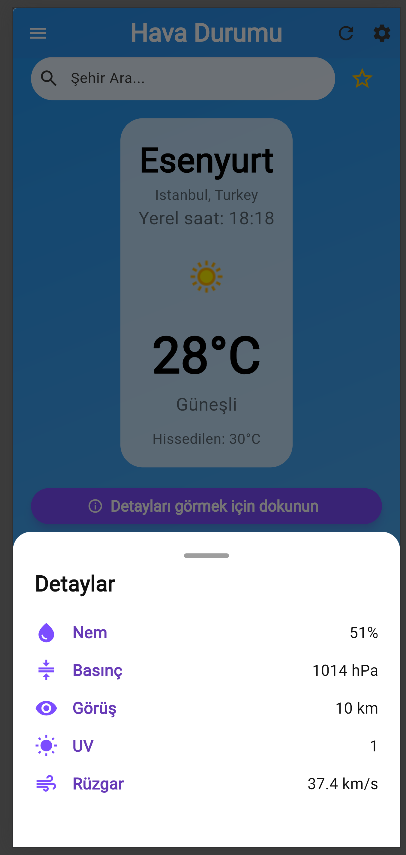 Hava Durumu
Şehir Ara...
Esenyurt
Istanbul, Turkey
Yerel saat: 18:18
28°C
Güneşli
Hissedilen: 30°C
Detayları görmek için dokunun
Detaylar
Nem 51%
Basınç 1014 hPa
Görüş 10 km
UV 1
Rüzgar 37.4 km/s